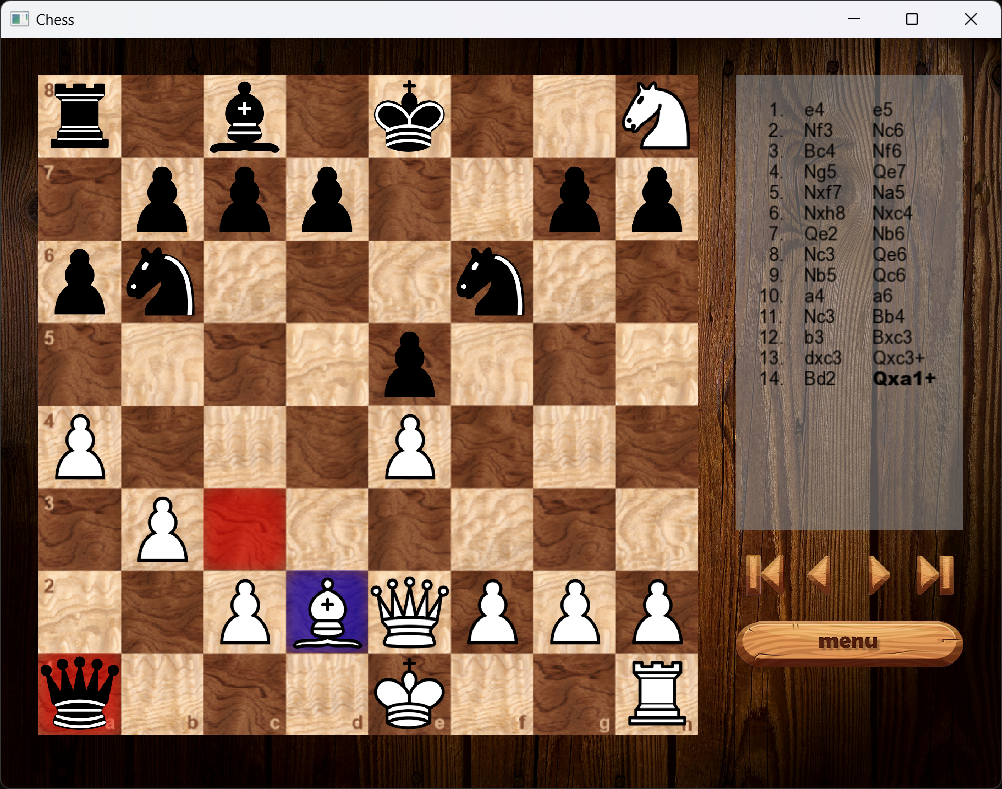 Chess
8
7
6
5
4
3
2
a b c d e f g h
1. e4 e5
2. Nf3 Nc6
3. Bc4 Nf6
4. Ng5 Qe7
5. Nxf7 Na5
6. Nxh8 Nxc4
7. Qe2 Nb6
8. Nc3 Qe6
9. Nb5 Qc6
10. a4 a6
11. Nc3 Bb4
12. b3 Bxc3
13. dxc3 Qxc3+
14. Bd2 Qxa1+
menu